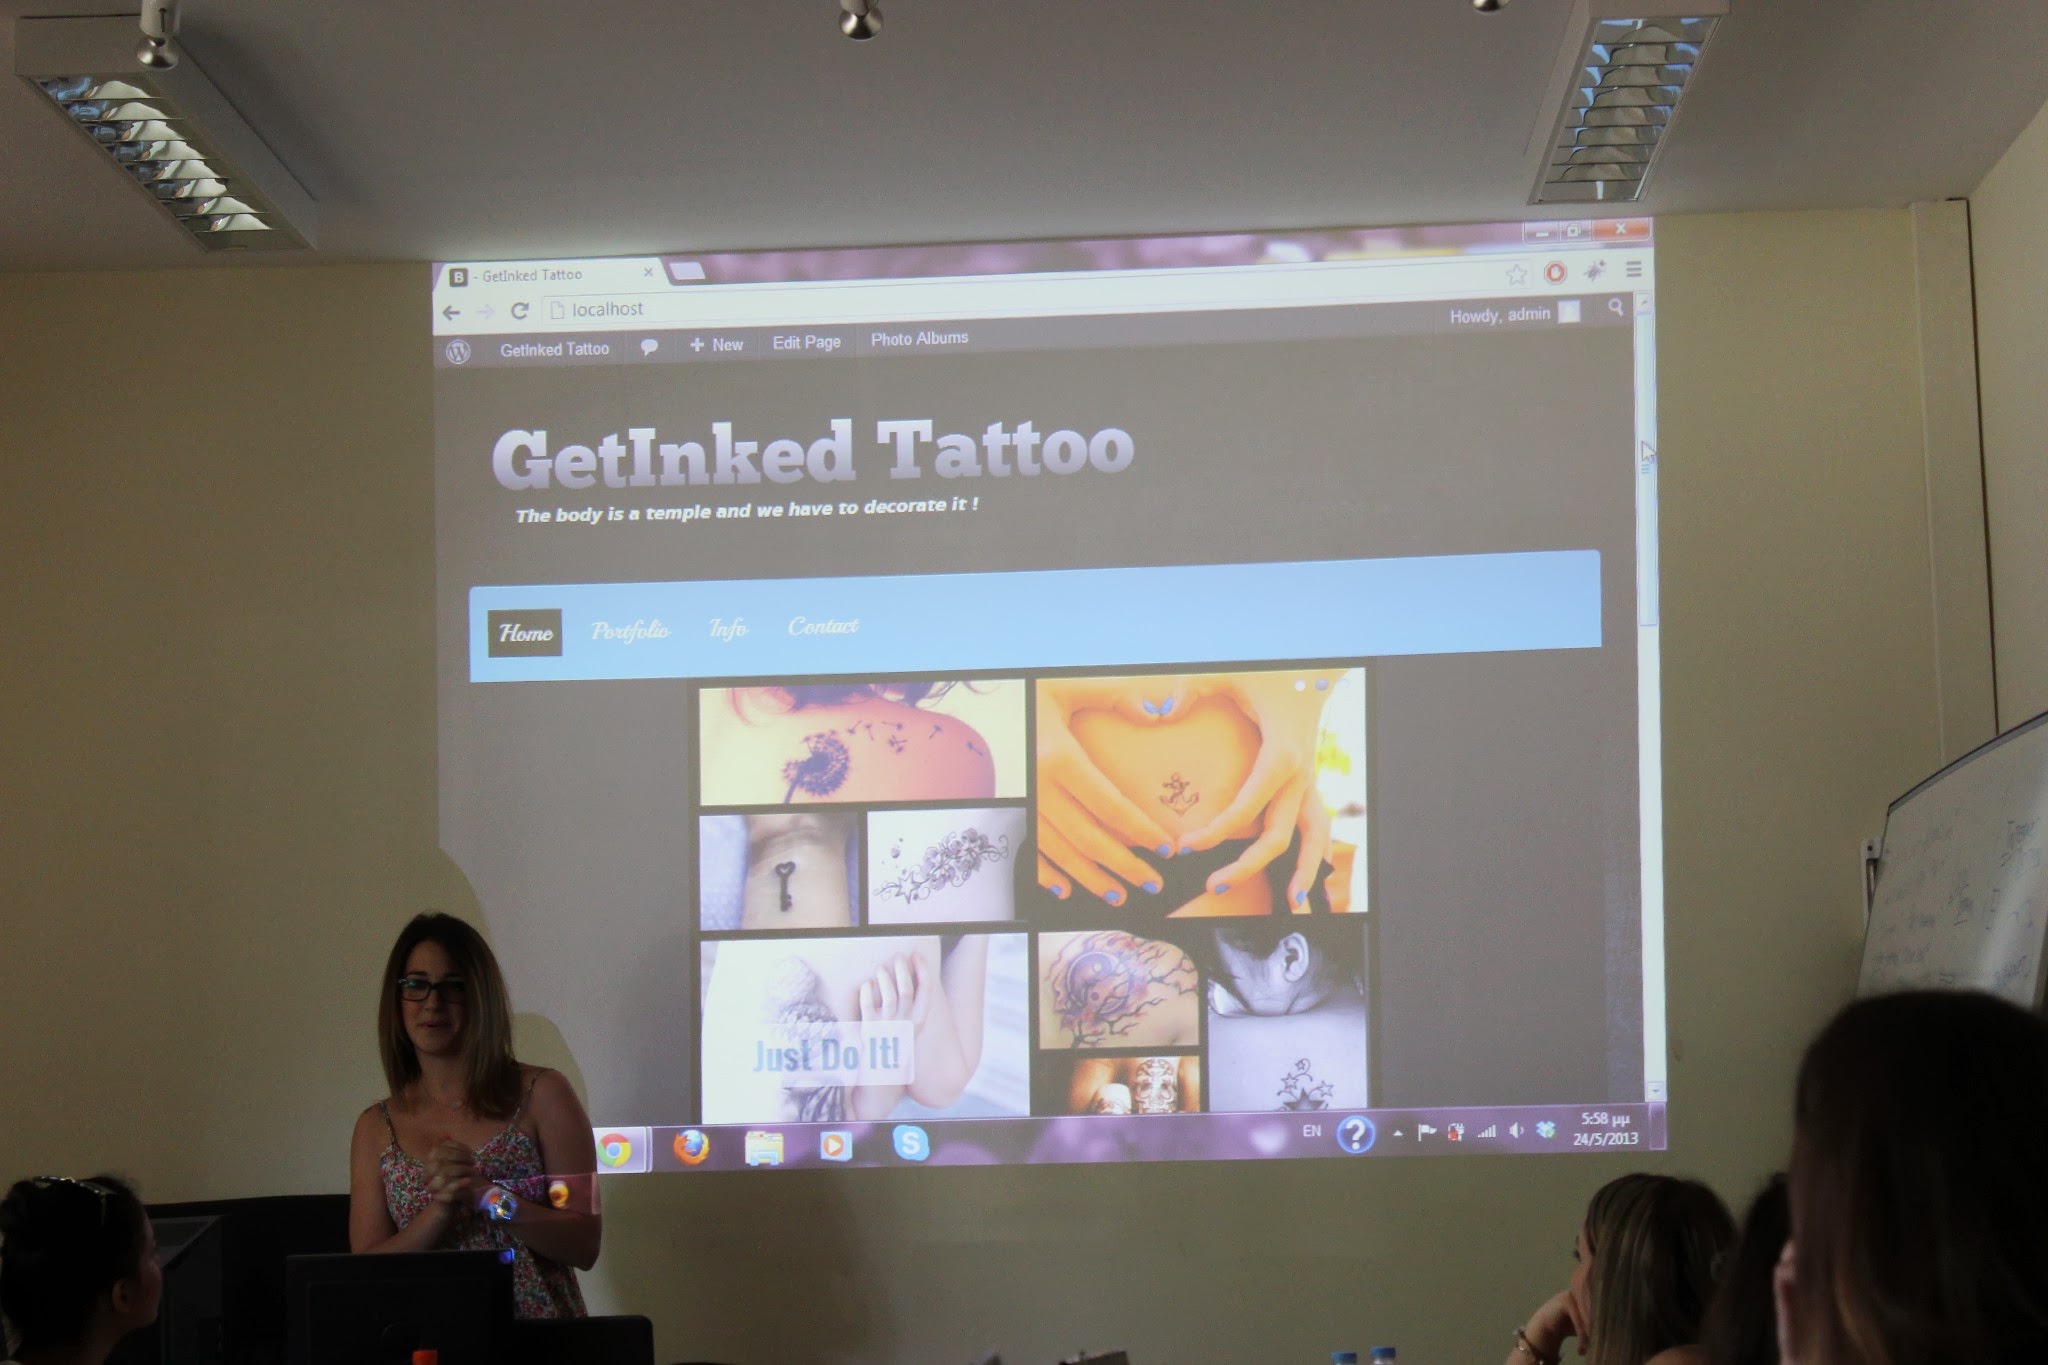 B - GetInked Tattoo
localhost
GetInked Tattoo + New Edit Page Photo Albums Howdy, admin
GetInked Tattoo
The body is a temple and we have to decorate it !
Home Portfolio Info Contact
Just Do It!
EN ? 5:58 μμ
24/5/2013